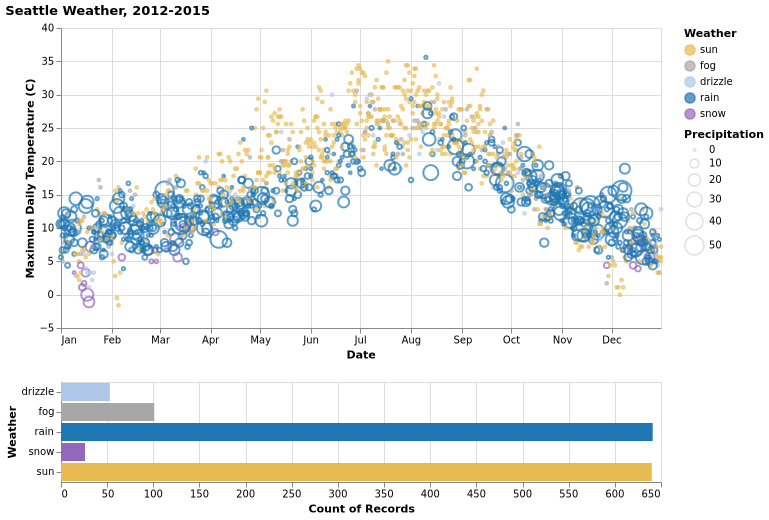 Seattle Weather, 2012-2015
40
35
30
25
20
15
10
5
0
−5
Maximum Daily Temperature (C)
Jan Feb Mar Apr May Jun Jul Aug Sep Oct Nov Dec
Date
Weather
sun
fog
drizzle
rain
snow
Precipitation
0
10
20
30
40
50
Weather
drizzle
fog
rain
snow
sun
0 50 100 150 200 250 300 350 400 450 500 550 600 650
Count of Records